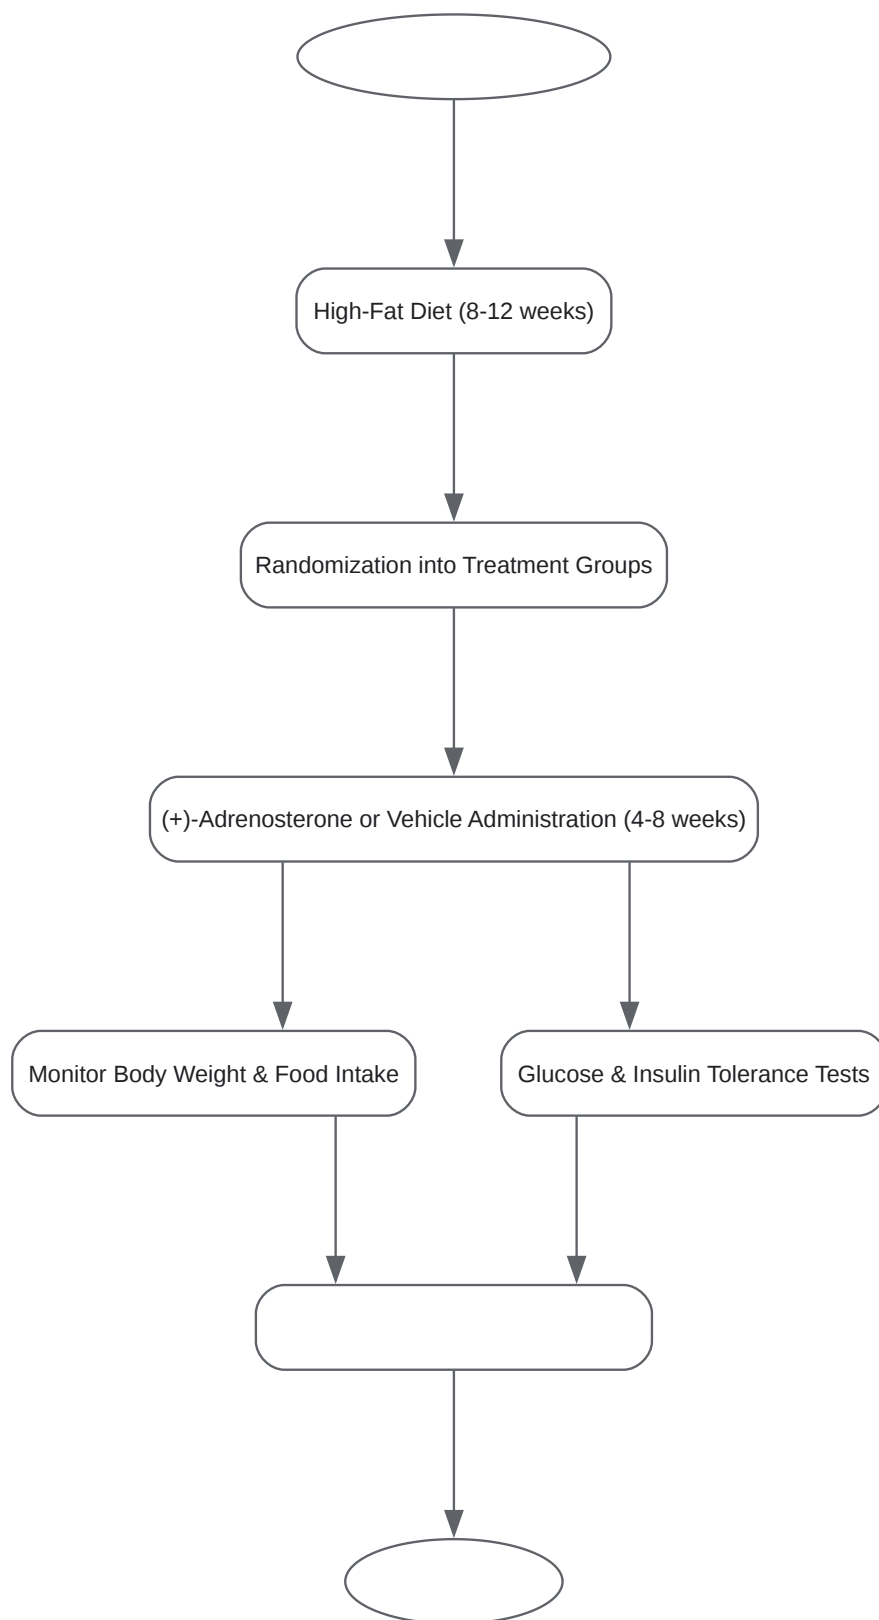 High-Fat Diet (8-12 weeks)
Randomization into Treatment Groups
(+)-Adrenosterone or Vehicle Administration (4-8 weeks)
Monitor Body Weight & Food Intake
Glucose & Insulin Tolerance Tests